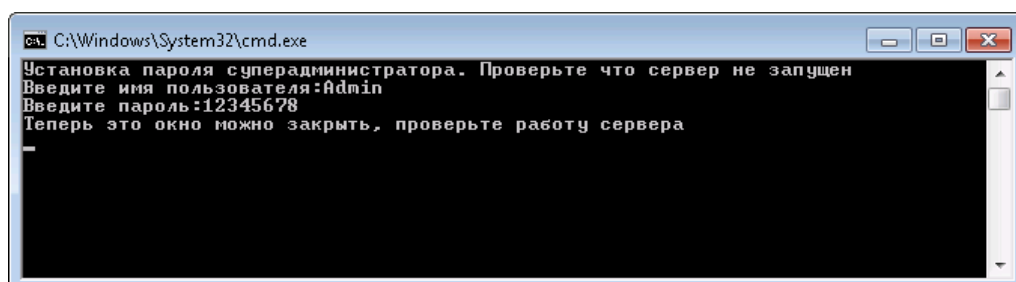 C:\Windows\System32\cmd.exe
Установка пароля суперадминистратора. Проверьте что сервер не запущен
Введите имя пользователя:Admin
Введите пароль:12345678
Теперь это окно можно закрыть, проверьте работу сервера